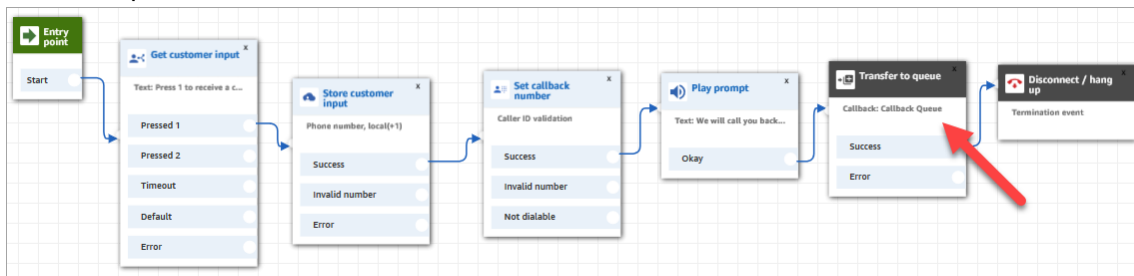 Entry
point
Start
Get customer input
x
Text: Press 1 to receive a c...
Pressed 1
Pressed 2
Timeout
Default
Error
Store customer
input
x
Phone number, local(+1)
Success
Invalid number
Error
Set callback
number
x
Caller ID validation
Success
Invalid number
Not dialable
Play prompt
x
Text: We will call you back...
Okay
Transfer to queue
x
Callback: Callback Queue
Success
Error
Disconnect / hang
up
x
Termination event